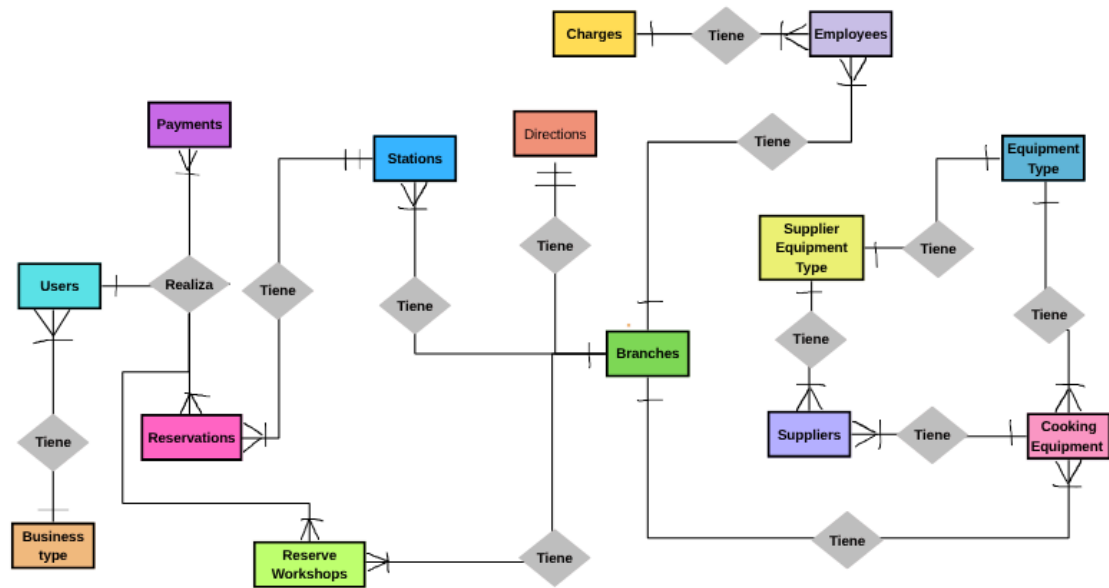 Charges
Tiene
Employees
Payments
Stations
Directions
Tiene
Equipment
Type
Supplier
Equipment
Type
Tiene
Tiene
Users
Realiza
Tiene
Tiene
Tiene
Tiene
Branches
Tiene
Reservations
Suppliers
Tiene
Cooking
Equipment
Business
type
Reserve
Workshops
Tiene
Tiene